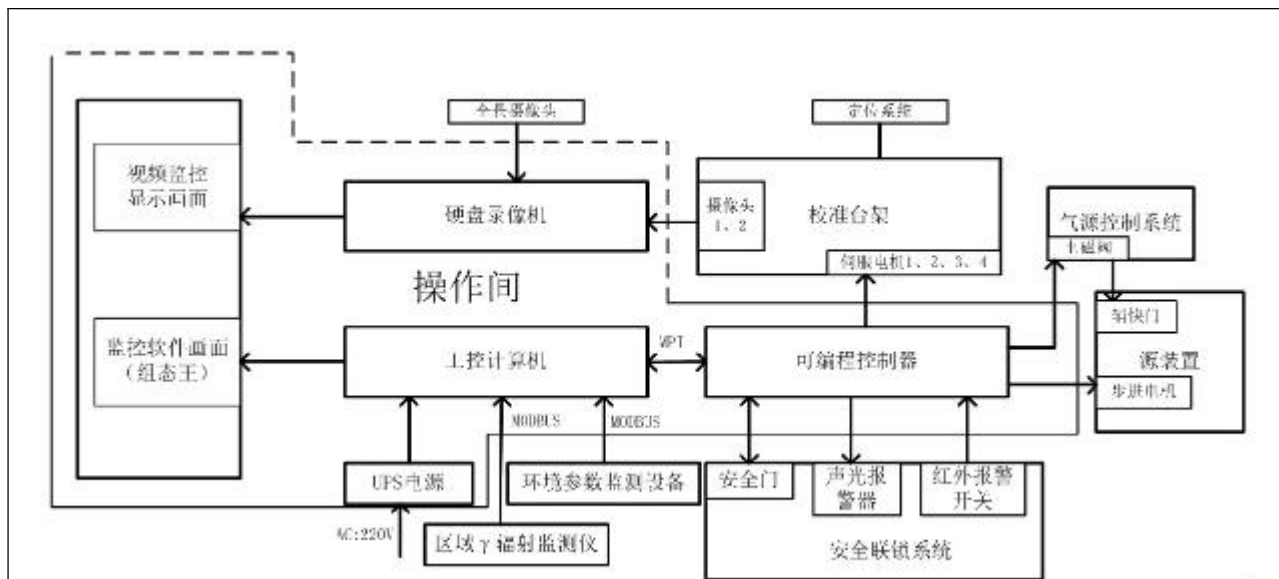 全长摄像头
定位系统
视频监控
显示画面
硬盘录像机
摄像头
1、2
校准台架
气源控制系统
电磁阀
伺服电机1、2、3、4
操作间
辐快门
监控软件画面
（组态王）
工控计算机
MPI
可编程控制器
源装置
步进电机
MODBUS
MODBUS
UPS电源
环境参数监测设备
安全门
声光报
警器
红外报警
开关
AC:220V
区域γ辐射监测仪
安全联锁系统